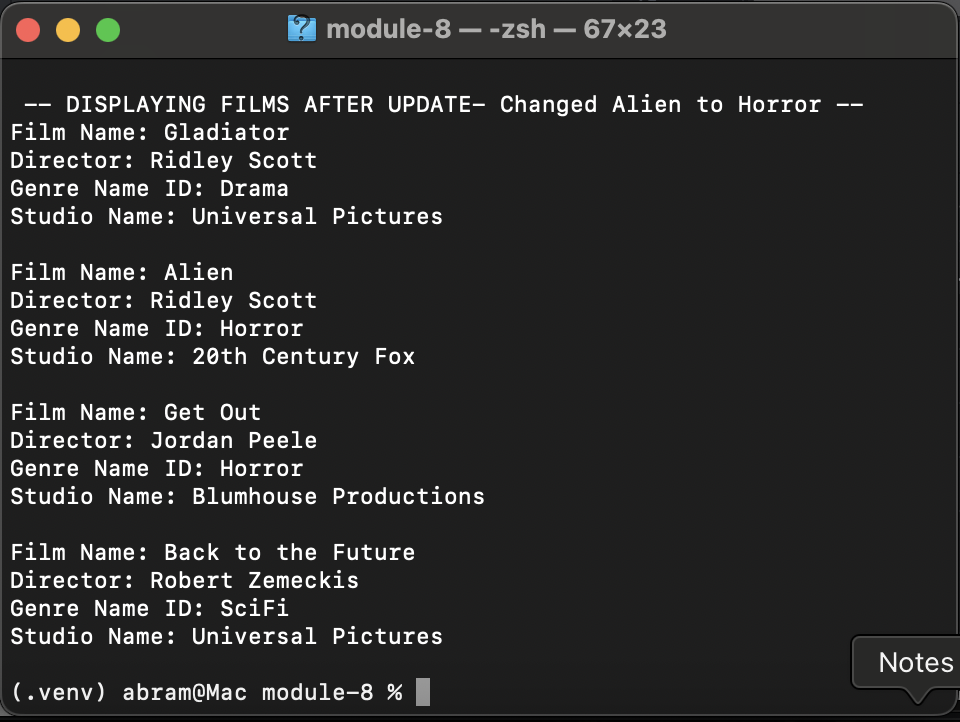 module-8 — -zsh — 67×23
-- DISPLAYING FILMS AFTER UPDATE- Changed Alien to Horror --
Film Name: Gladiator
Director: Ridley Scott
Genre Name ID: Drama
Studio Name: Universal Pictures
Film Name: Alien
Director: Ridley Scott
Genre Name ID: Horror
Studio Name: 20th Century Fox
Film Name: Get Out
Director: Jordan Peele
Genre Name ID: Horror
Studio Name: Blumhouse Productions
Film Name: Back to the Future
Director: Robert Zemeckis
Genre Name ID: SciFi
Studio Name: Universal Pictures
Notes
(.venv) abram@Mac module-8 %